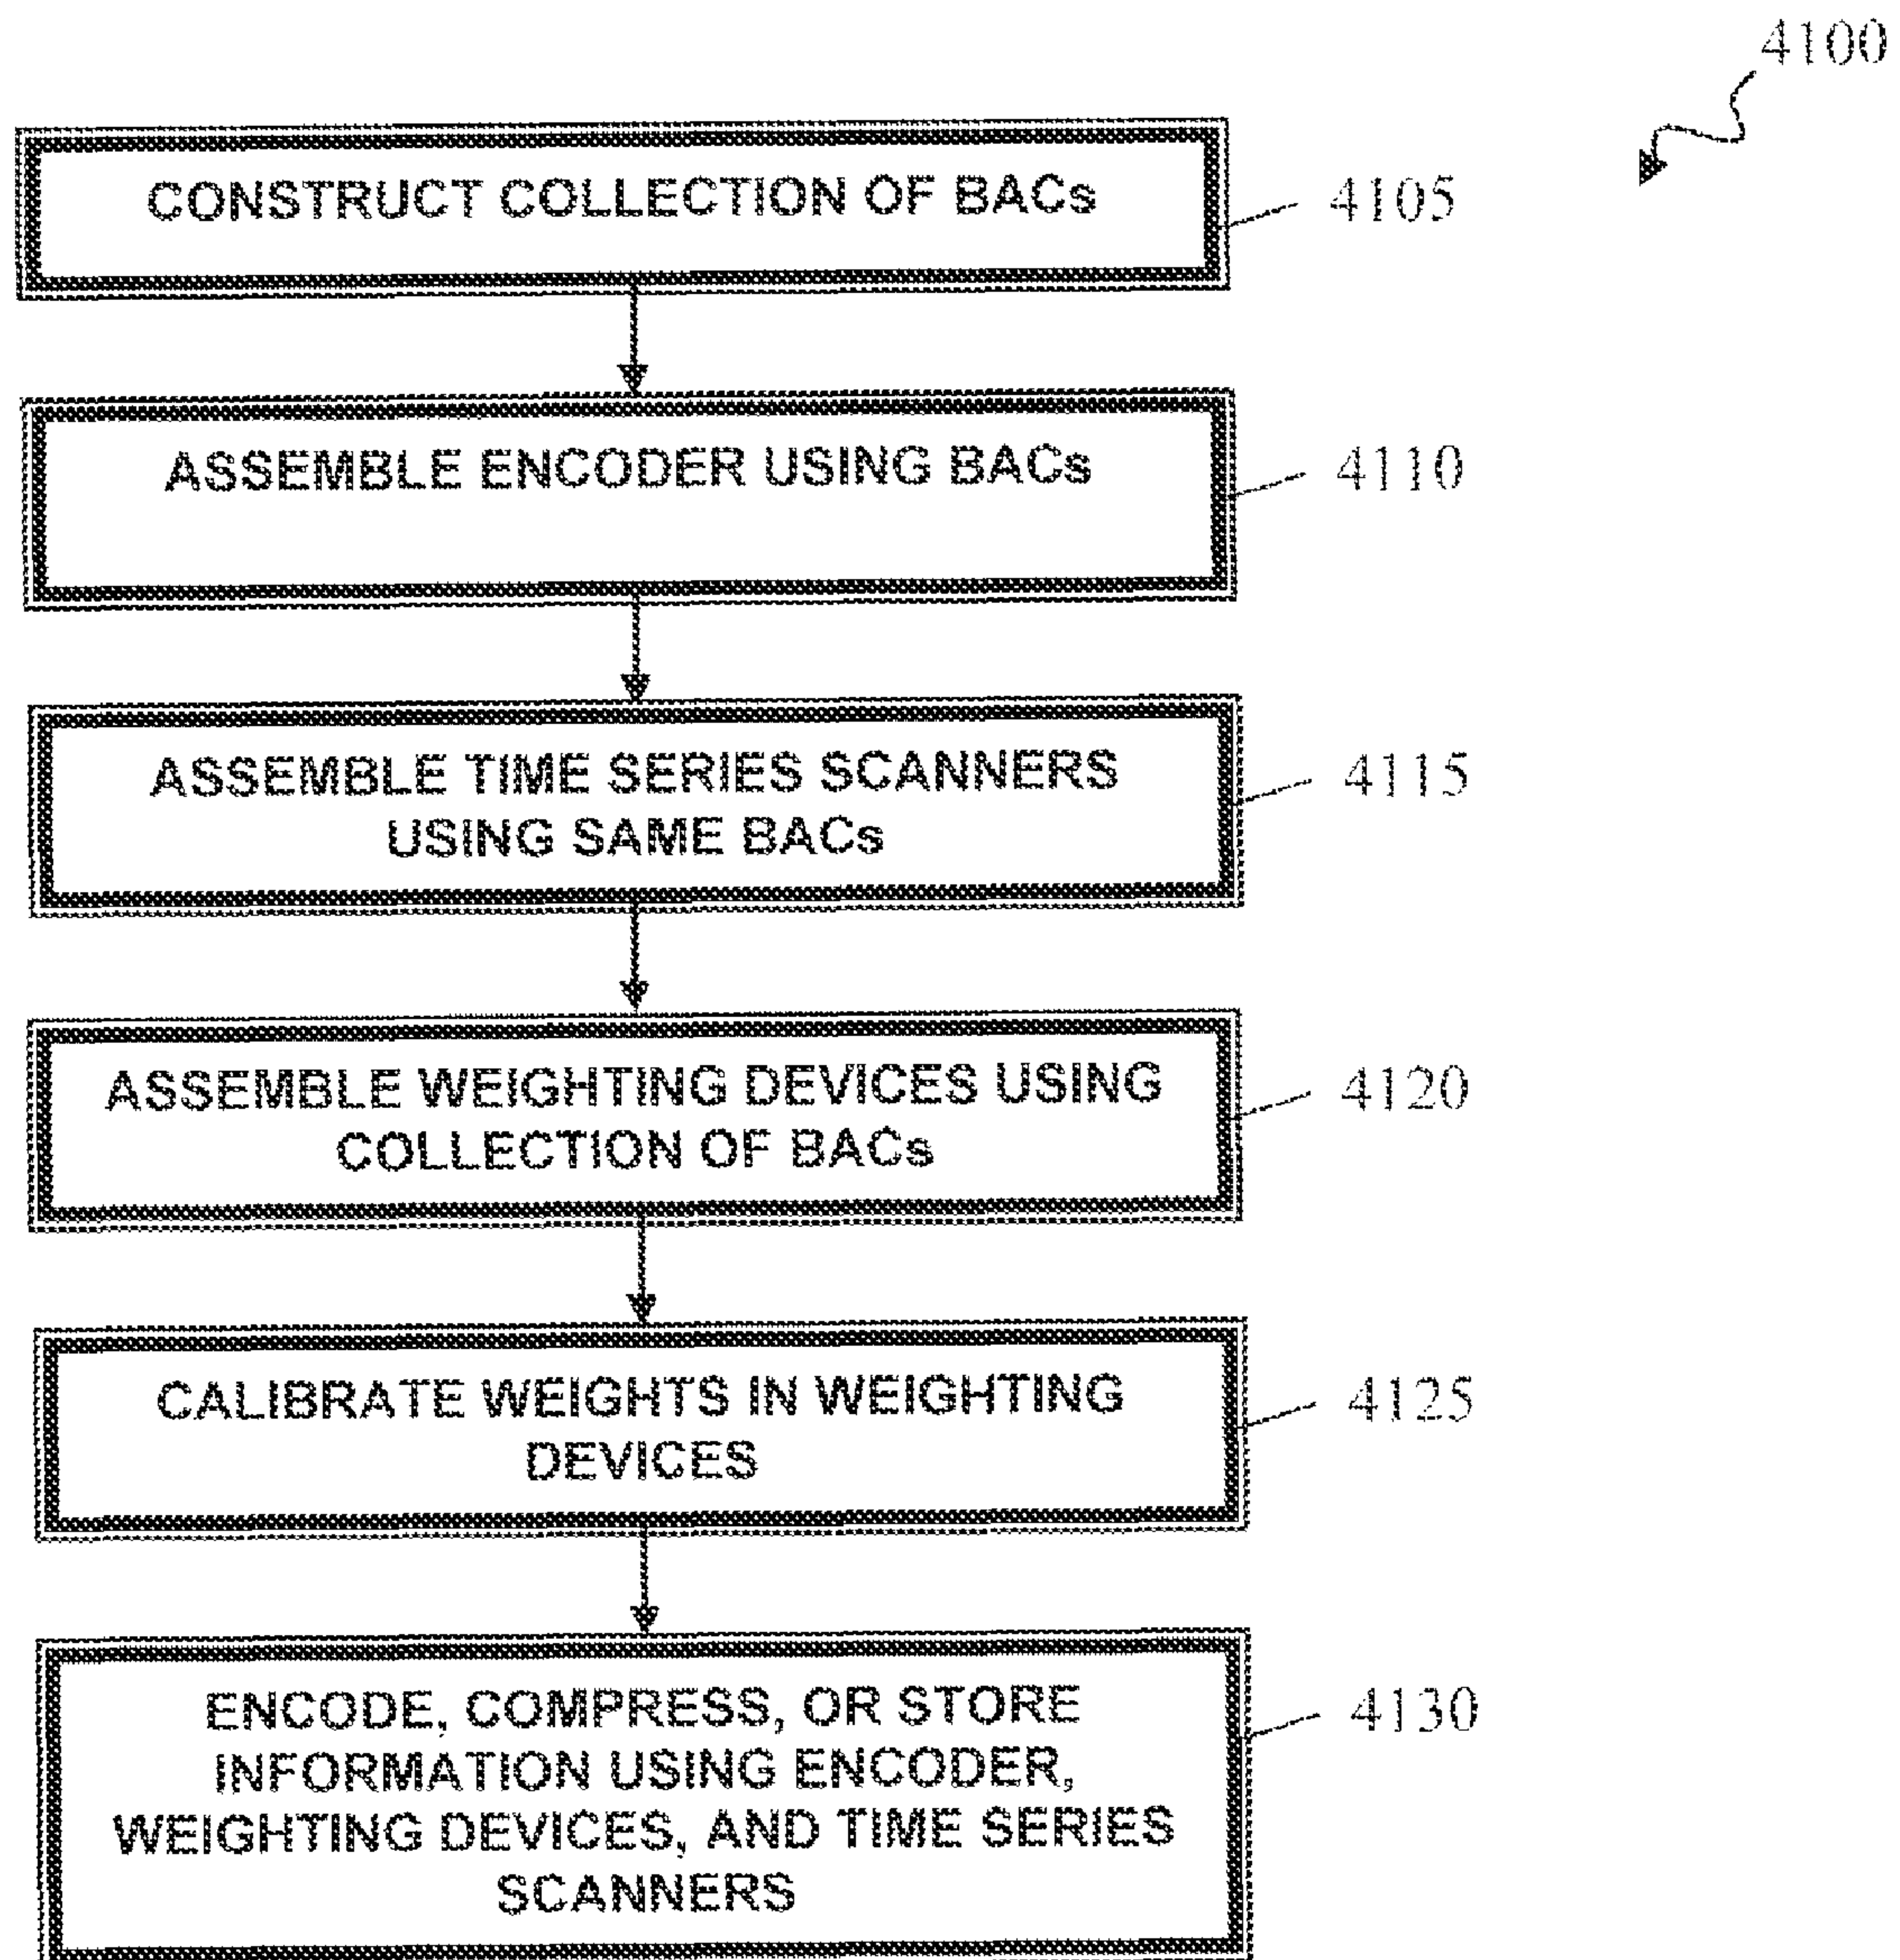 4100
CONSTRUCT COLLECTION OF BACs
4105
ASSEMBLE ENCODER USING BACs
4110
ASSEMBLE TIME SERIES SCANNERS
USING SAME BACs
4115
ASSEMBLE WEIGHTING DEVICES USING
COLLECTION OF BACs
4120
CALIBRATE WEIGHTS IN WEIGHTING
DEVICES
4125
ENCODE, COMPRESS, OR STORE
INFORMATION USING ENCODER,
WEIGHTING DEVICES, AND TIME SERIES
SCANNERS
4130